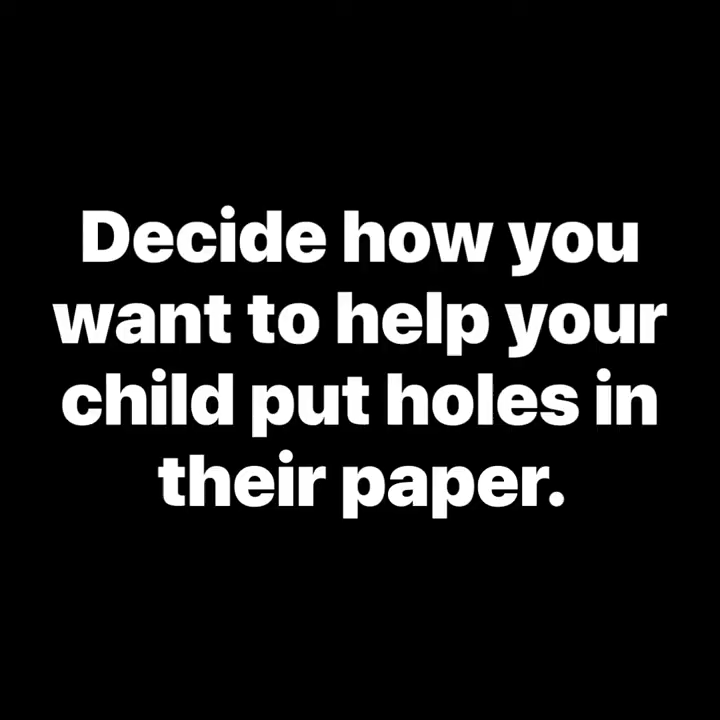 Decide how you
want to help your
child put holes in
their paper.